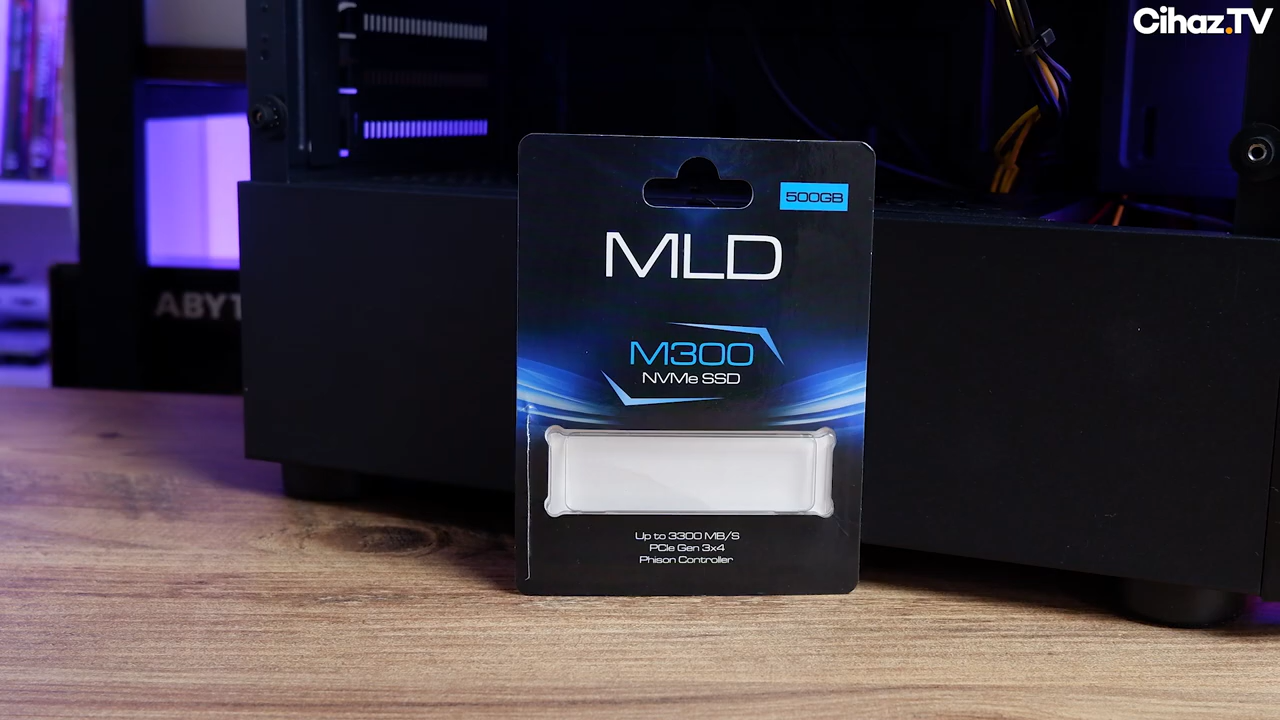 Cihaz.TV
500GB
MLD
M300
NVMe SSD
Up to 3300 MB/S
PCIe Gen 3x4
Phison Controller
ABYT